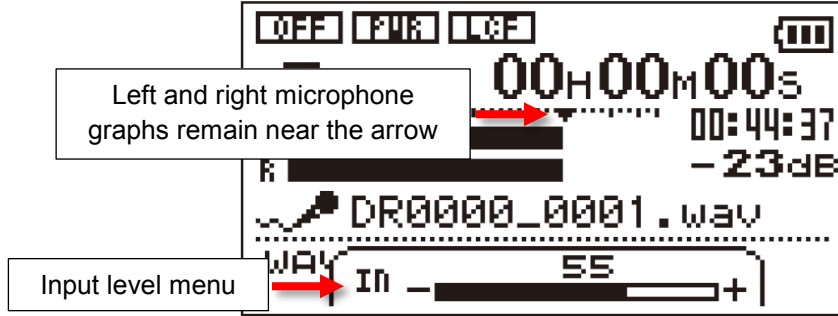 OFF PWR LCF
00H00M00S
Left and right microphone
graphs remain near the arrow
00:44:37
R
-23dB
DR0000_0001.wav
WAV
55
Input level menu
IN - +